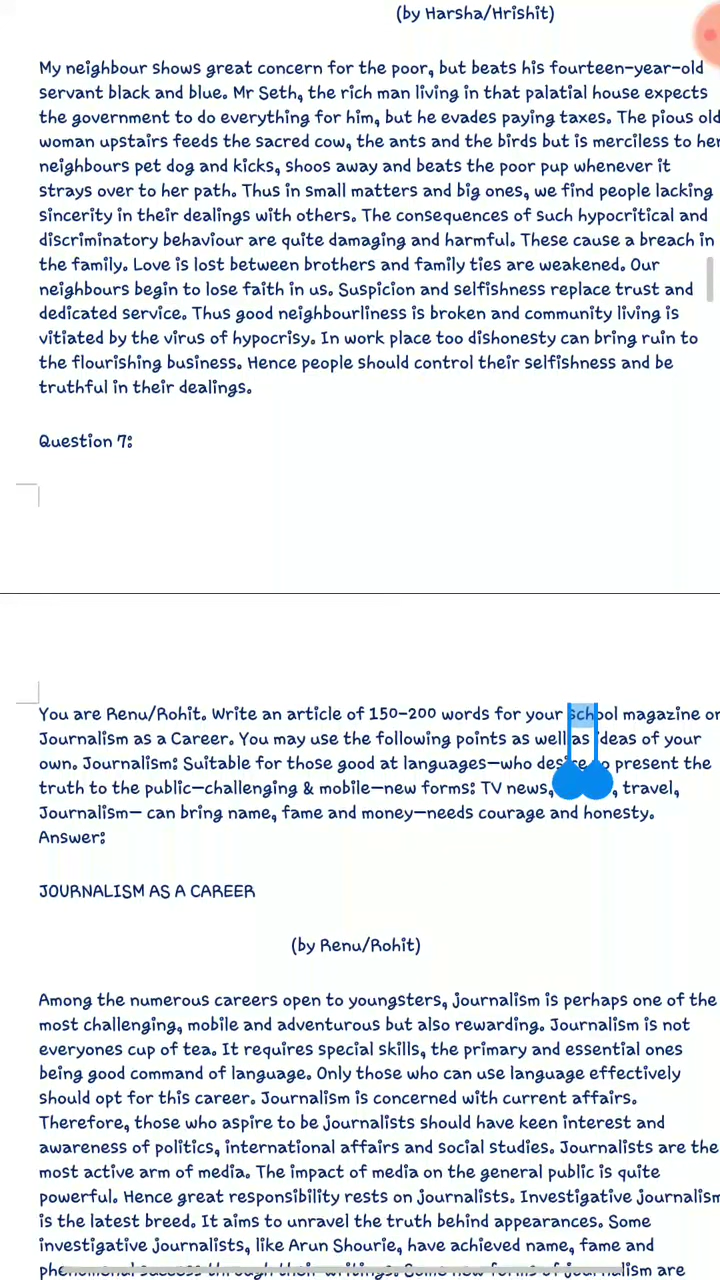 (by Harsha/Hrishit)
My neighbour shows great concern for the poor, but beats his fourteen-year-old
servant black and blue. Mr Seth, the rich man living in that palatial house expects
the government to do everything for him, but he evades paying taxes. The pious old
woman upstairs feeds the sacred cow, the ants and the birds but is merciless to her
neighbours pet dog and kicks, shoos away and beats the poor pup whenever it
strays over to her path. Thus in small matters and big ones, we find people lacking
sincerity in their dealings with others. The consequences of such hypocritical and
discriminatory behaviour are quite damaging and harmful. These cause a breach in
the family. Love is lost between brothers and family ties are weakened. Our
neighbours begin to lose faith in us. Suspicion and selfishness replace trust and
dedicated service. Thus good neighbourliness is broken and community living is
vitiated by the virus of hypocrisy. In work place too dishonesty can bring ruin to
the flourishing business. Hence people should control their selfishness and be
truthful in their dealings.
Question 7:
You are Renu/Rohit. Write an article of 150-200 words for your school magazine on
Journalism as a Career. You may use the following points as well as ideas of your
own. Journalism: Suitable for those good at languages—who desire to present the
truth to the public—challenging & mobile—new forms: TV news, , travel,
Journalism— can bring name, fame and money—needs courage and honesty.
Answer:
JOURNALISM AS A CAREER
(by Renu/Rohit)
Among the numerous careers open to youngsters, journalism is perhaps one of the
most challenging, mobile and adventurous but also rewarding. Journalism is not
everyones cup of tea. It requires special skills, the primary and essential ones
being good command of language. Only those who can use language effectively
should opt for this career. Journalism is concerned with current affairs.
Therefore, those who aspire to be journalists should have keen interest and
awareness of politics, international affairs and social studies. Journalists are the
most active arm of media. The impact of media on the general public is quite
powerful. Hence great responsibility rests on journalists. Investigative journalism
is the latest breed. It aims to unravel the truth behind appearances. Some
investigative journalists, like Arun Shourie, have achieved name, fame and
phenomenal success through their writings. Some new forms of journalism are